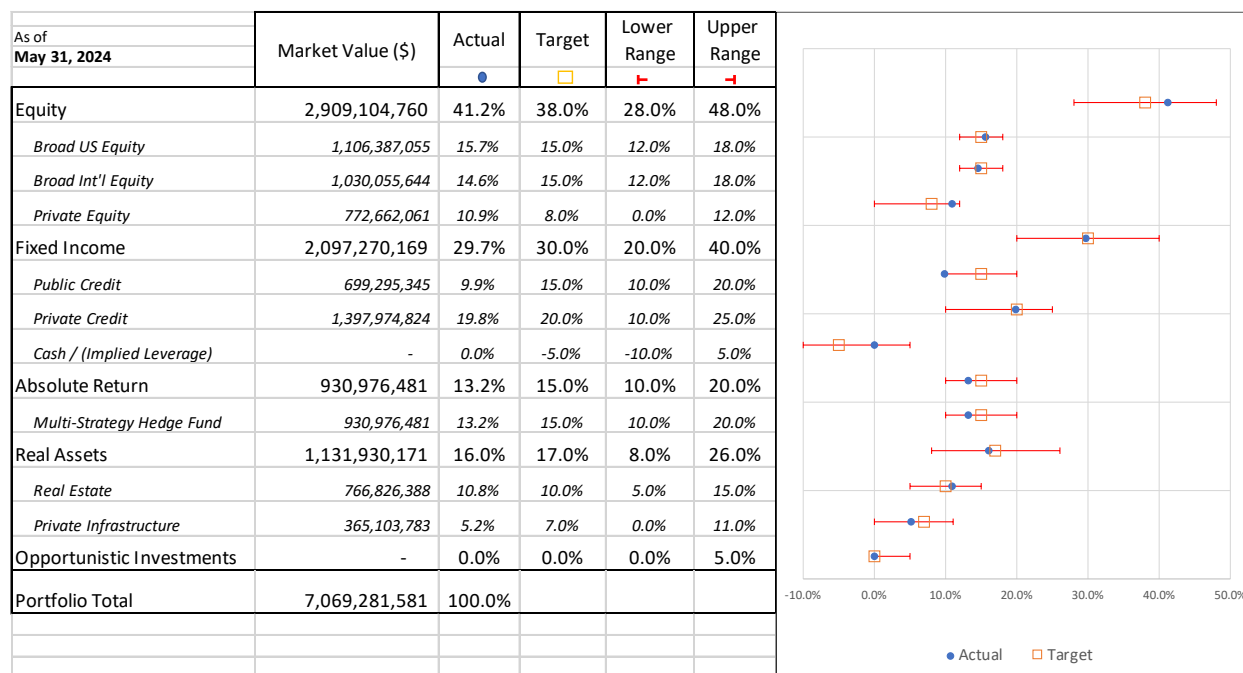 As of
May 31, 2024
Market Value ($) Actual Target Lower Range Upper Range
Equity 2,909,104,760 41.2% 38.0% 28.0% 48.0%
Broad US Equity 1,106,387,055 15.7% 15.0% 12.0% 18.0%
Broad Int'l Equity 1,030,055,644 14.6% 15.0% 12.0% 18.0%
Private Equity 772,662,061 10.9% 8.0% 0.0% 12.0%
Fixed Income 2,097,270,169 29.7% 30.0% 20.0% 40.0%
Public Credit 699,295,345 9.9% 15.0% 10.0% 20.0%
Private Credit 1,397,974,824 19.8% 20.0% 10.0% 25.0%
Cash / (Implied Leverage) - 0.0% -5.0% -10.0% 5.0%
Absolute Return 930,976,481 13.2% 15.0% 10.0% 20.0%
Multi-Strategy Hedge Fund 930,976,481 13.2% 15.0% 10.0% 20.0%
Real Assets 1,131,930,171 16.0% 17.0% 8.0% 26.0%
Real Estate 766,826,388 10.8% 10.0% 5.0% 15.0%
Private Infrastructure 365,103,783 5.2% 7.0% 0.0% 11.0%
Opportunistic Investments - 0.0% 0.0% 0.0% 5.0%
Portfolio Total 7,069,281,581 100.0%
-10.0% 0.0% 10.0% 20.0% 30.0% 40.0% 50.0%
Actual Target